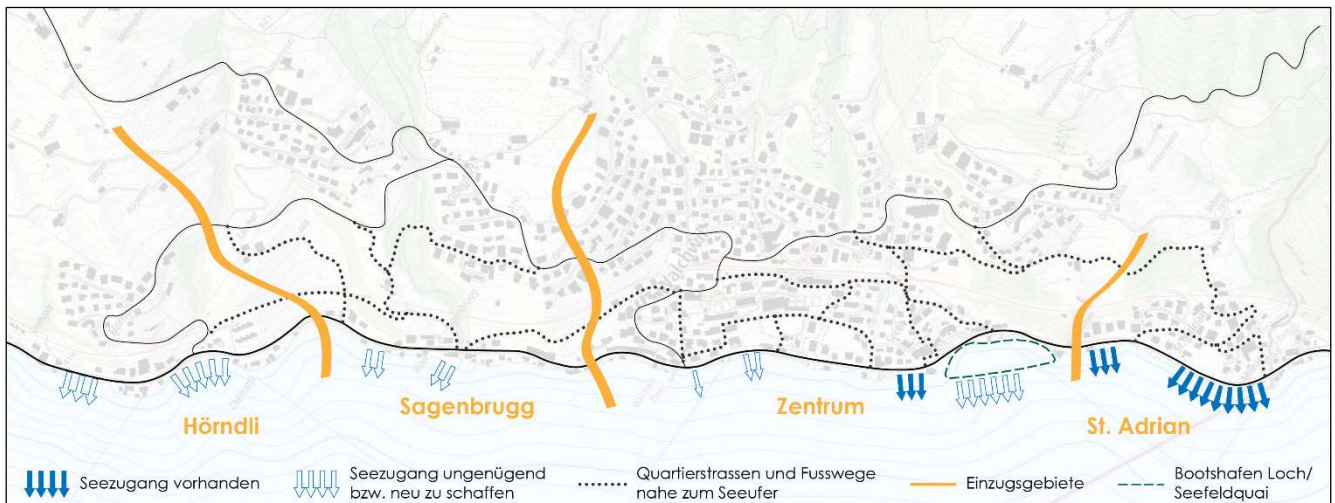 Walchwil
Hörndli
Sagenbrugg
Zentrum
St. Adrian
Seezugang vorhanden
Seezugang ungenügend
bzw. neu zu schaffen
Quartierstrassen und Fusswege
nahe zum Seeufer
Einzugsgebiete
Bootshafen Loch/
Seefeldquai